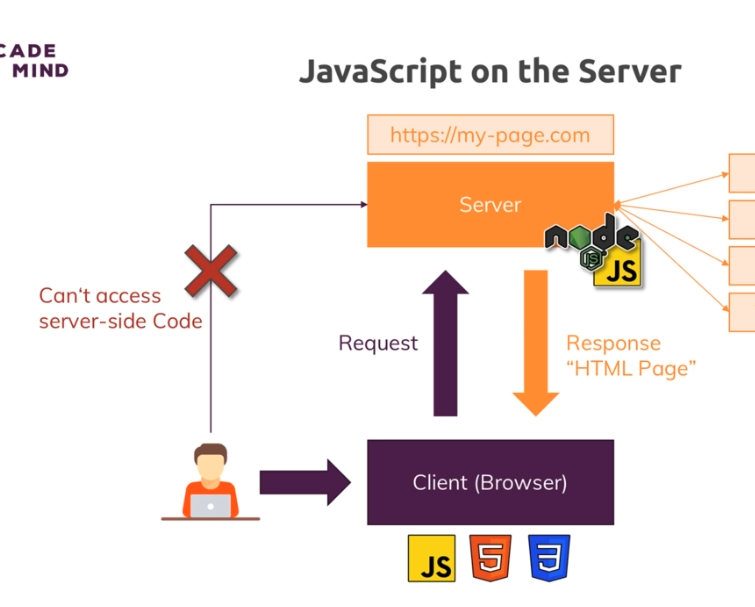 CADE
MIND
JavaScript on the Server
https://my-page.com
Server
node
JS
JS
Can't access
server-side Code
Request
Response
“HTML Page”
Client (Browser)
JS
5
3